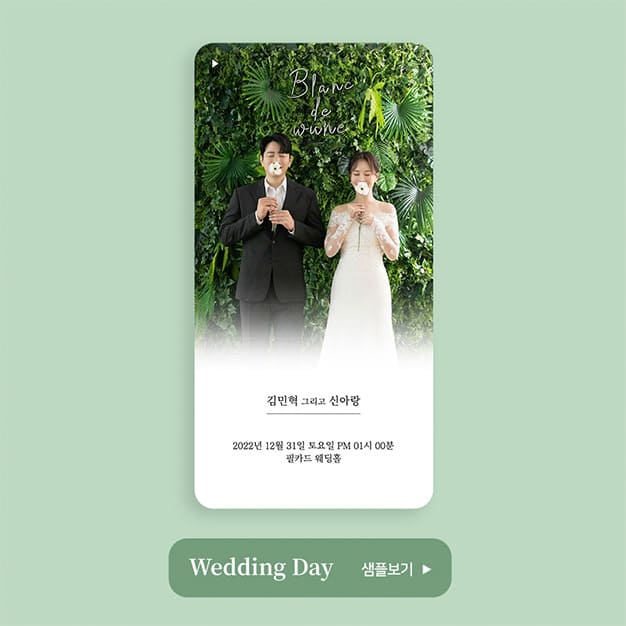 Blanc
de
wune
김민혁 그리고 신아랑
2022년 12월 31일 토요일 PM 01시 00분
필카드 웨딩홀
Wedding Day 샘플보기 ▶